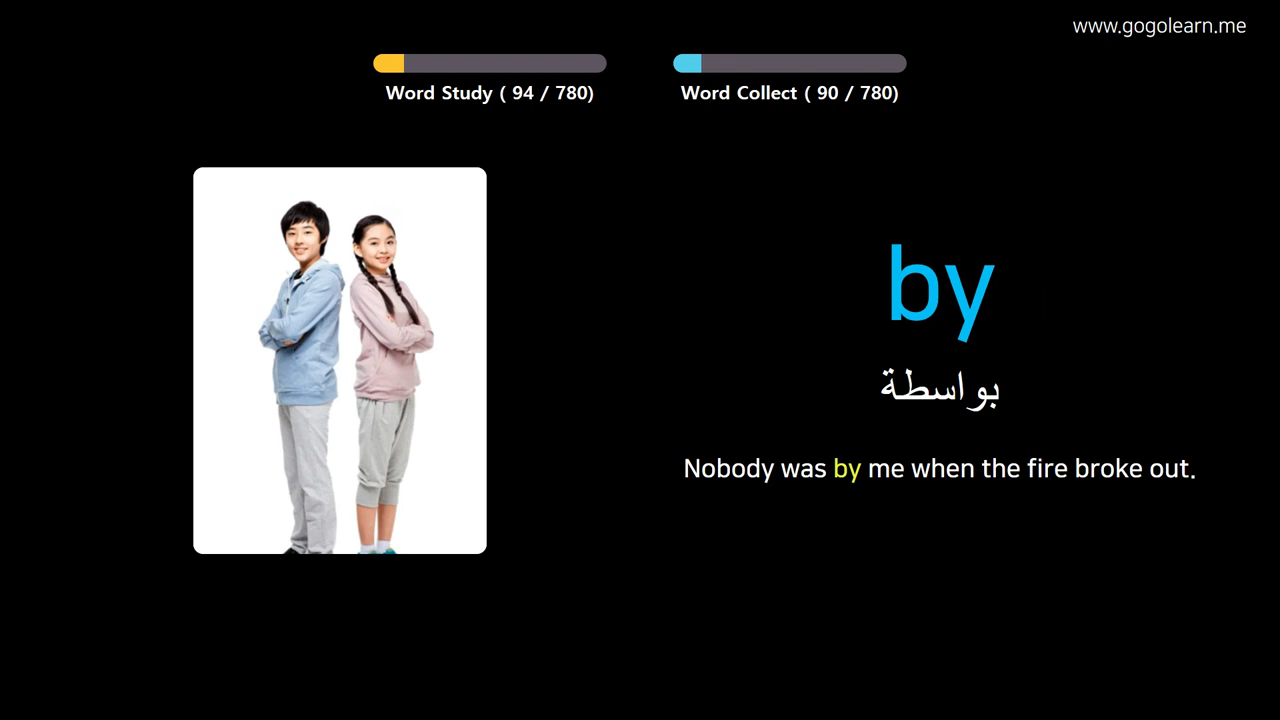 www.gogolearn.me
Word Study ( 94 / 780)
Word Collect ( 90 / 780)
by
بواسطة
Nobody was by me when the fire broke out.